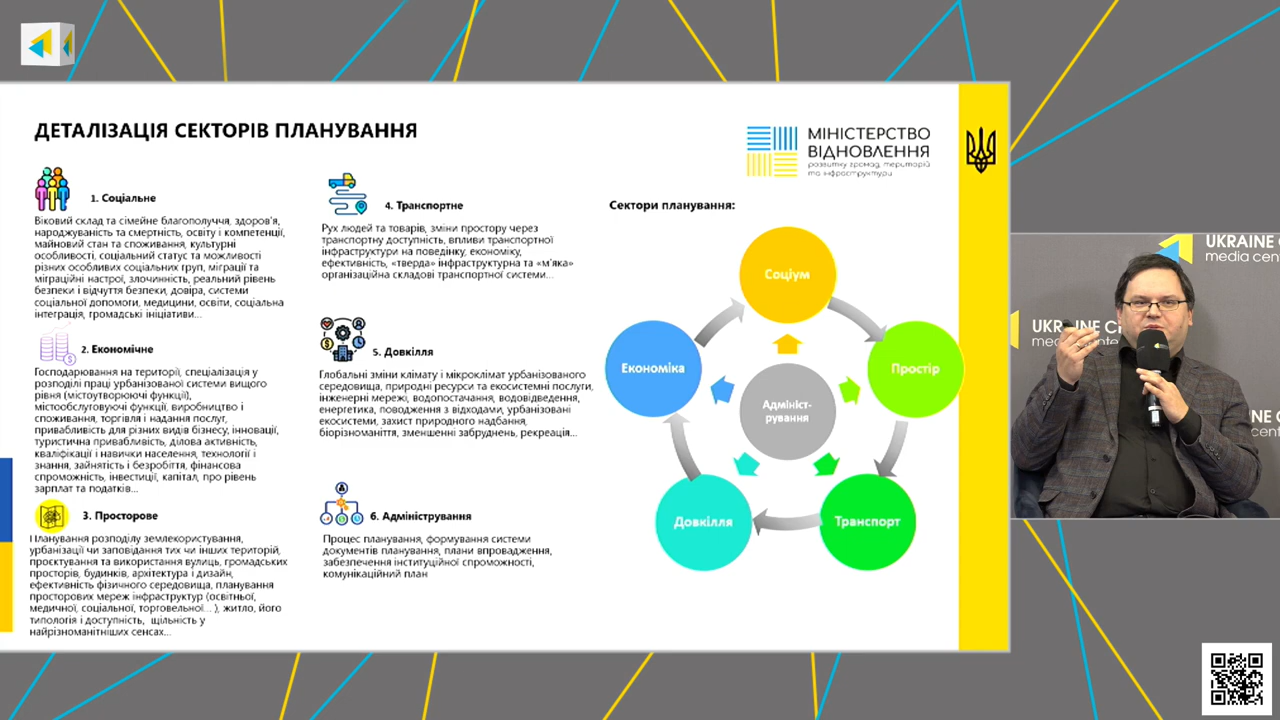 ДЕТАЛІЗАЦІЯ СЕКТОРІВ ПЛАНУВАННЯ
МІНІСТЕРСТВО
ВІДНОВЛЕННЯ
розвитку громад, територій
та інфраструктури
1. Соціальне
Віковий склад та сімейне благополуччя, здоров'я,
народжуваність та смертність, освіту і компетенції,
майновий стан та споживання, культурні
особливості, соціальний статус та можливості
різних особливих соціальних груп, міграції та
міграційні настрої, злочинність, реальний рівень
безпеки і відчуття безпеки, довіра, системи
соціальної допомоги, медицини, освіти, соціальна
інтеграція, громадські ініціативи...
2. Економічне
Господарювання на території, спеціалізація у
розподілі праці урбанізованої системи вищого
рівня (містоутворюючі функції),
містообслуговуючі функції, виробництво і
споживання, торгівля і надання послуг,
привабливість для різних видів бізнесу, інновації,
туристична привабливість, ділова активність,
кваліфікації і навички населення, технології і
знання, зайнятість і безробіття, фінансова
спроможність, інвестиції, капітал, про рівень
зарплат та податків...
3. Просторове
Планування розподілу землекористування,
урбанізації чи заповідання тих чи інших територій,
проєктування та використання вулиць, громадських
просторів, будинків, архітектура і дизайн,
ефективність фізичного середовища, планування
просторових мереж інфраструктур (освітньої,
медичної, соціальної, торговельної... ), житло, його
типологія і доступність, щільність у
найрізноманітніших сенсах...
4. Транспортне
Рух людей та товарів, зміни простору через
транспортну доступність, впливи транспортної
інфраструктури на поведінку, економіку,
ефективність, «тверда» інфраструктурна та «м'яка»
організаційна складові транспортної системи...
5. Довкілля
Глобальні зміни клімату і мікроклімат урбанізованого
середовища, природні ресурси та екосистемні послуги,
інженерні мережі, водопостачання, водовідведення,
енергетика, поводження з відходами, урбанізовані
екосистеми, захист природного надбання,
біорізноманіття, зменшенні забруднень, рекреація...
6. Адміністрування
Процес планування, формування системи
документів планування, плани впровадження,
забезпечення інституційної спроможності,
комунікаційний план
Сектори планування:
Соціум
Економіка
Простір
Адмініст-
рування
Довкілля
Транспорт
UKRAINE C
media cent
UKRAINE CRI
media cente
INE C
cent